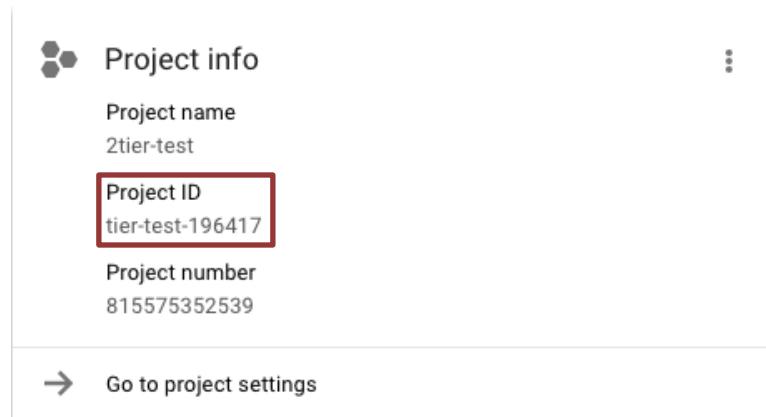 Project info
Project name
2tier-test
Project ID
tier-test-196417
Project number
815575352539
Go to project settings